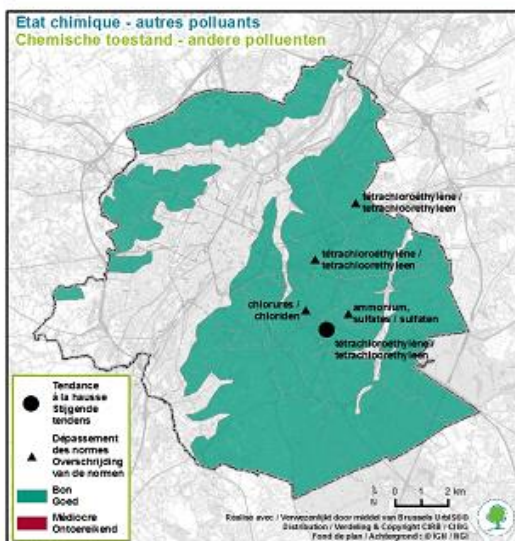 Etat chimique - autres polluants
Chemische toestand - andere polluenten
tétrachloroéthylène /
tetrachloorethyleen
tétrachloroéthylène /
tetrachloorethyleen
chlorures /
chloriden
ammonium,
sulfates / sulfaten
tétrachloroéthylène /
tetrachloorethyleen
Tendance
à la hausse
Stijgende
tendens
Dépassement
des normes
Overschrijding
van de normen
Bon
Goed
Médiocre
Ontoereikend
N
0 1 2 km
Réalisé avec / Verwezenlijkt door middel van Brussels UrbIS®©
Distribution / Verdeling & Copyright CIRB / CIBG
Fond de plan / Achtergrond : © IGN / NGI